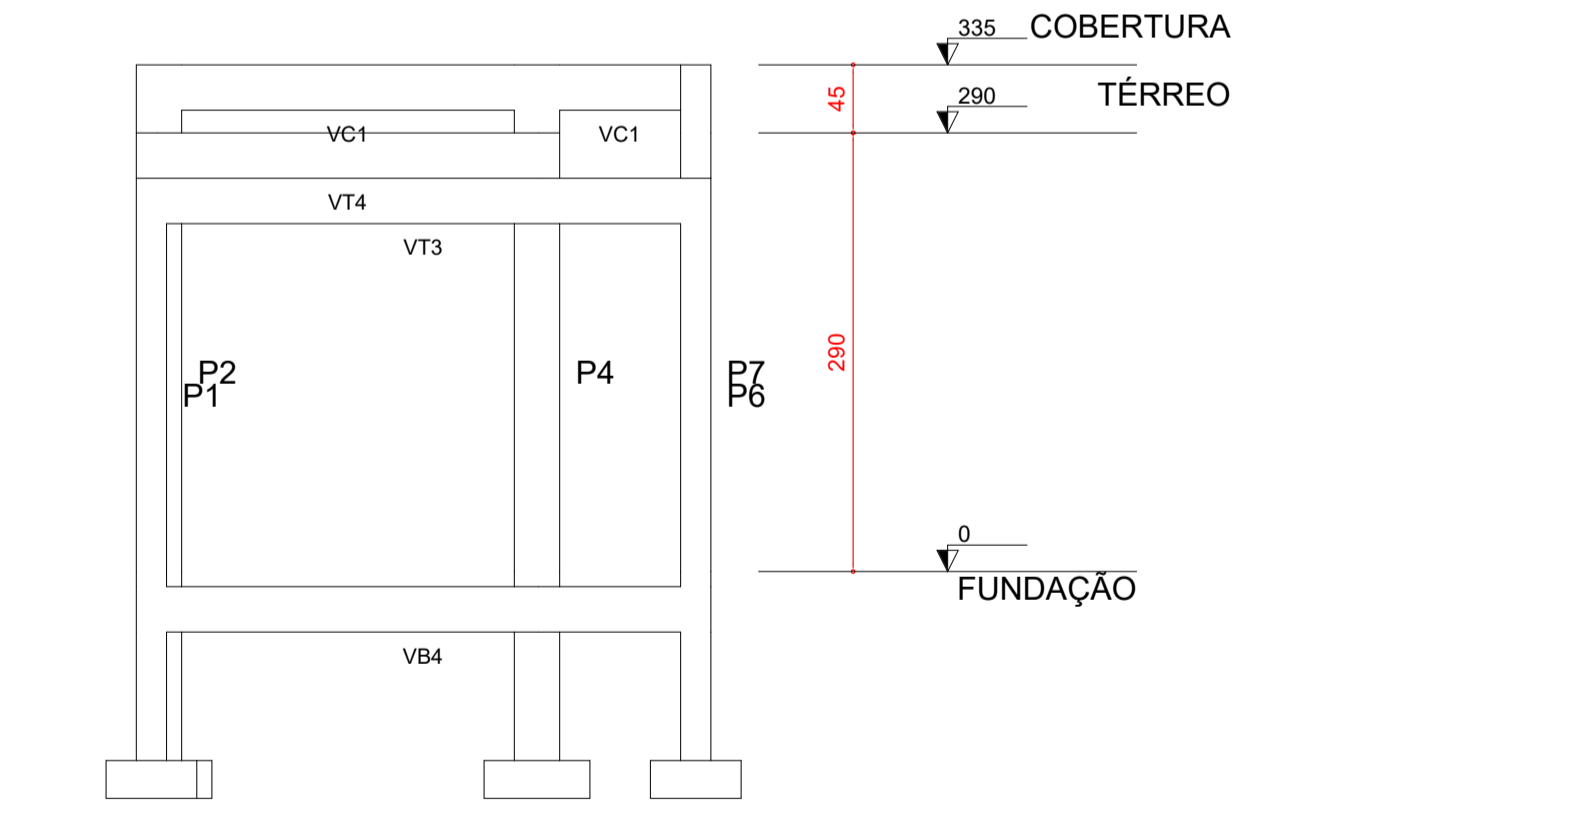 335 COBERTURA
45
290 TÉRREO
VC1
VC1
VT4
VT3
290
P2
P1
P4
P7
P6
0
FUNDAÇÃO
VB4